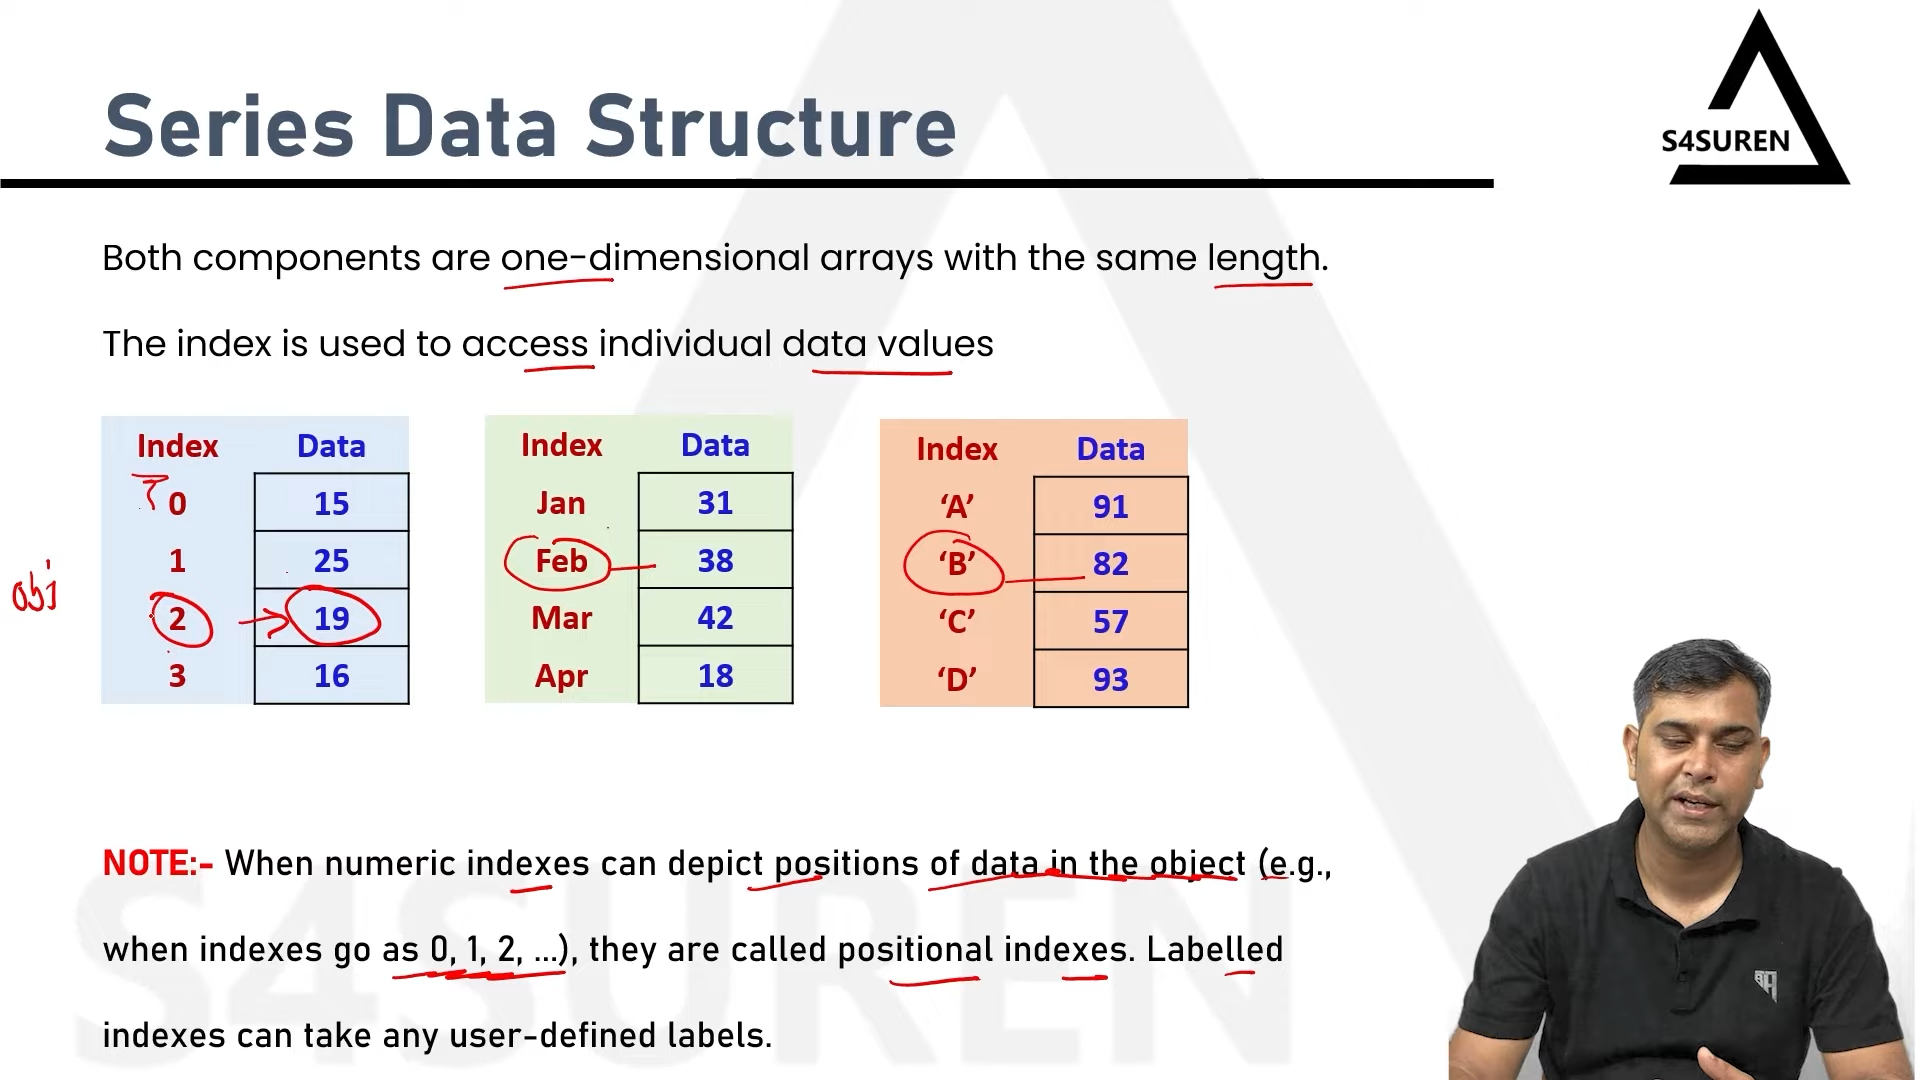 Series Data Structure
S4SUREN
Both components are one-dimensional arrays with the same length.
The index is used to access individual data values
Index Data
0 15
1 25
2 19
3 16
Index Data
Jan 31
Feb 38
Mar 42
Apr 18
Index Data
‘A’ 91
‘B’ 82
‘C’ 57
‘D’ 93
obj
NOTE:- When numeric indexes can depict positions of data in the object (e.g.,
when indexes go as 0, 1, 2, ...), they are called positional indexes. Labelled
indexes can take any user-defined labels.
S4SUREN